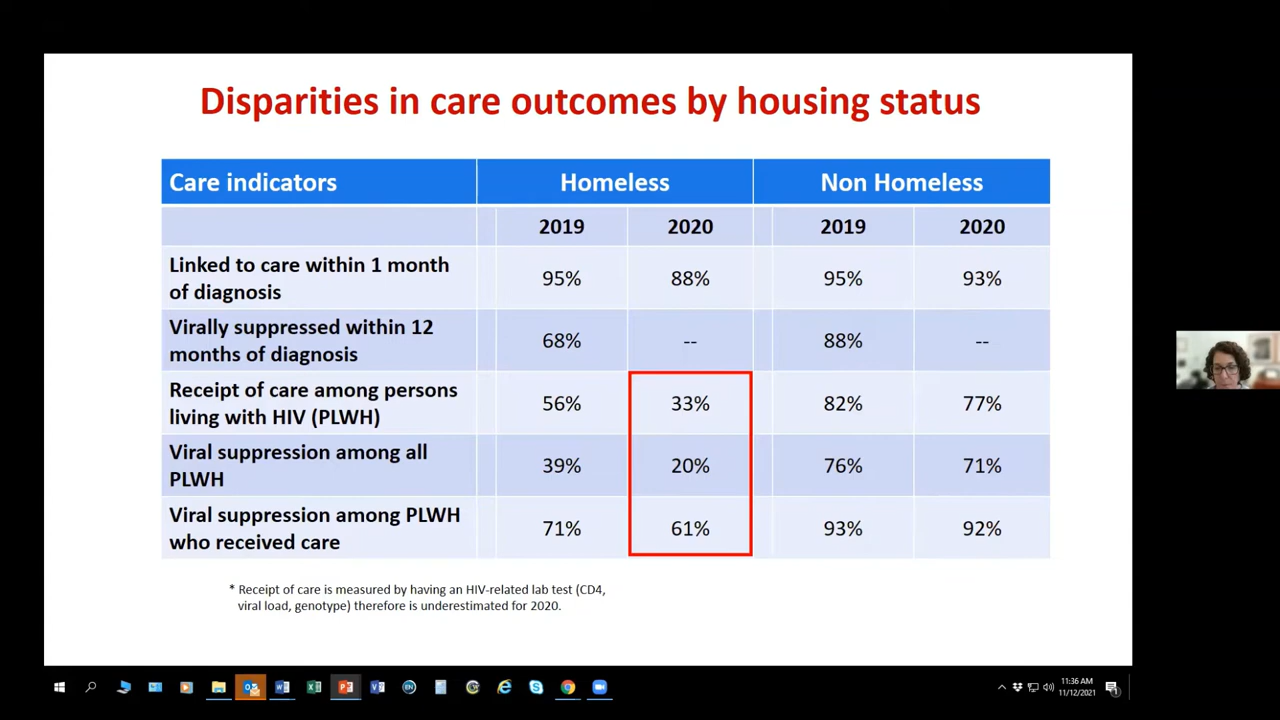 Disparities in care outcomes by housing status
Care indicators Homeless Non Homeless
2019 2020 2019 2020
Linked to care within 1 month
of diagnosis
95% 88% 95% 93%
Virally suppressed within 12
months of diagnosis
68% -- 88% --
Receipt of care among persons
living with HIV (PLWH)
56% 33% 82% 77%
Viral suppression among all
PLWH
39% 20% 76% 71%
Viral suppression among PLWH
who received care
71% 61% 93% 92%
* Receipt of care is measured by having an HIV-related lab test (CD4,
viral load, genotype) therefore is underestimated for 2020.
11:36 AM
11/12/2021